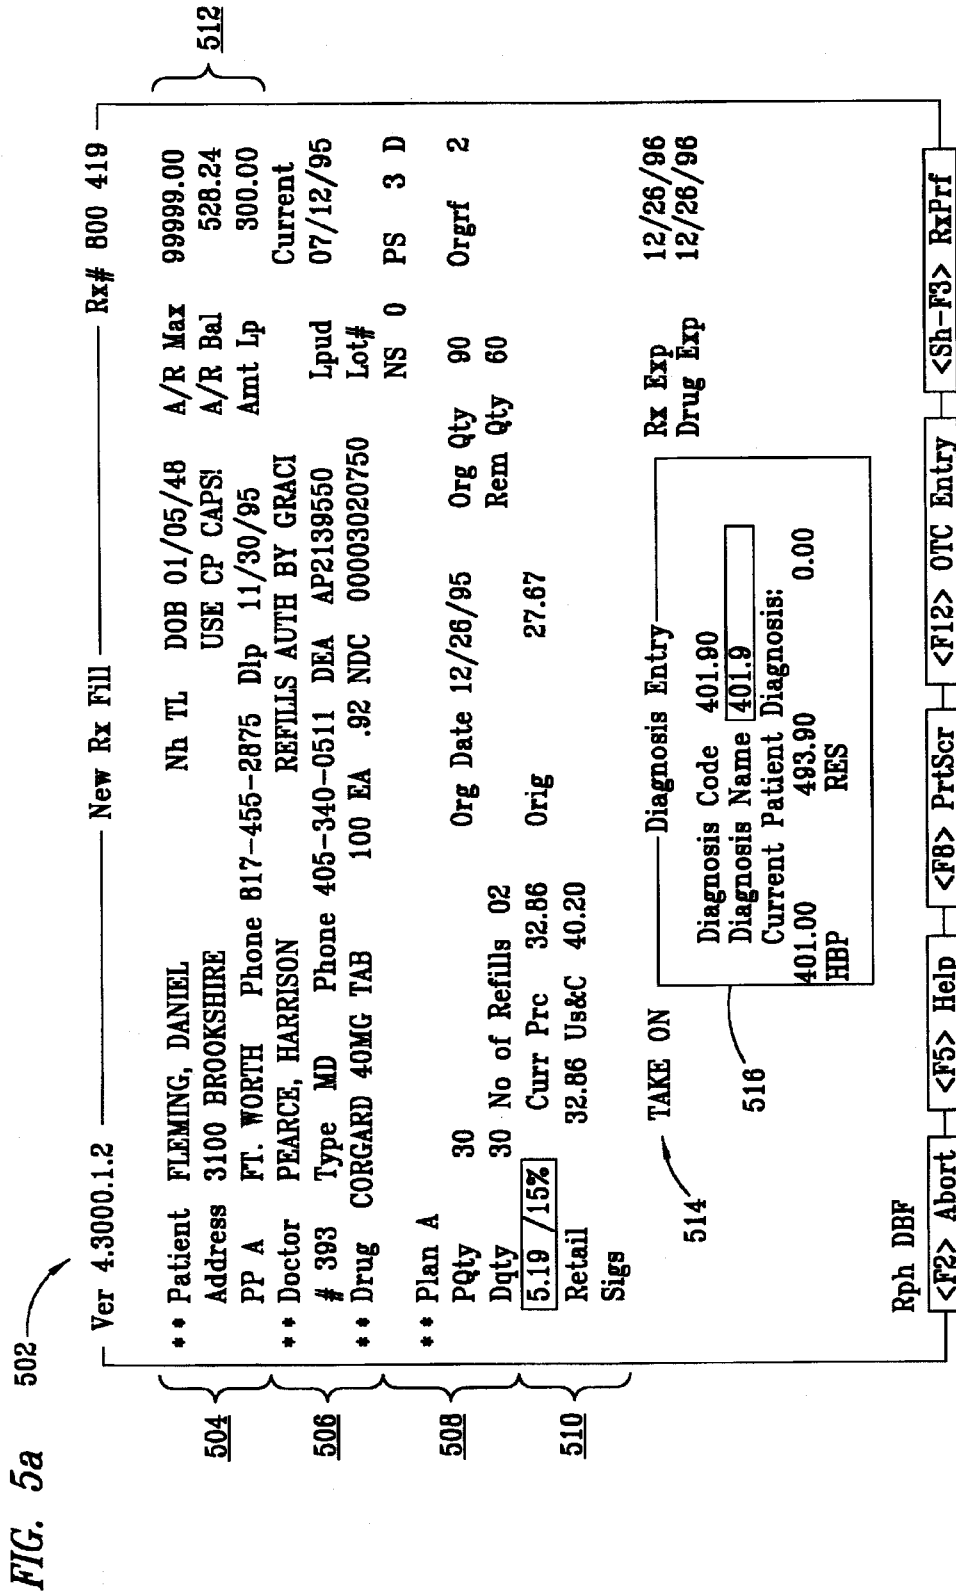 FIG. 5a
502
Ver 4.3000.1.2 New Rx Fill Rx# 800 419
** Patient FLEMING, DANIEL Nh TL DOB 01/05/48 A/R Max 99999.00
Address 3100 BROOKSHIRE USE CP CAPS! A/R Bal 528.24
PP A FT. WORTH Phone 817-455-2875 Dlp 11/30/95 Amt Lp 300.00
512
504
** Doctor PEARCE, HARRISON REFILLS AUTH BY GRACI Current
# 393 Type MD Phone 405-340-0511 DEA AP2139550 Lpud 07/12/95
** Drug CORGARD 40MG TAB 100 EA .92 NDC 00003020750 Lot#
506
NS 0 PS 3 D
** Plan A
PQty 30 Org Date 12/26/95 Org Qty 90 Orgrf 2
Dqty 30 No of Refills 02 Rem Qty 60
508
5.19 /15% Curr Prc 32.86 Orig 27.67
Retail 32.86 Us&C 40.20
Sigs
510
514
TAKE ON
516
Diagnosis Entry
Diagnosis Code 401.90
Diagnosis Name 401.9
Current Patient Diagnosis:
401.00 493.90 0.00
HBP RES
Rx Exp 12/26/96
Drug Exp 12/26/96
Rph DBF
<F2> Abort <F5> Help <F8> PrtScr <F12> OTC Entry <Sh-F3> RxPrf